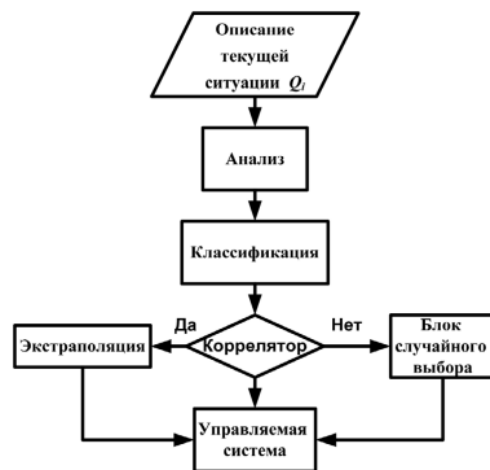 Описание
текущей
ситуации Qi
Анализ
Классификация
Да
Нет
Экстраполяция
Коррелятор
Блок
случайного
выбора
Управляемая
система